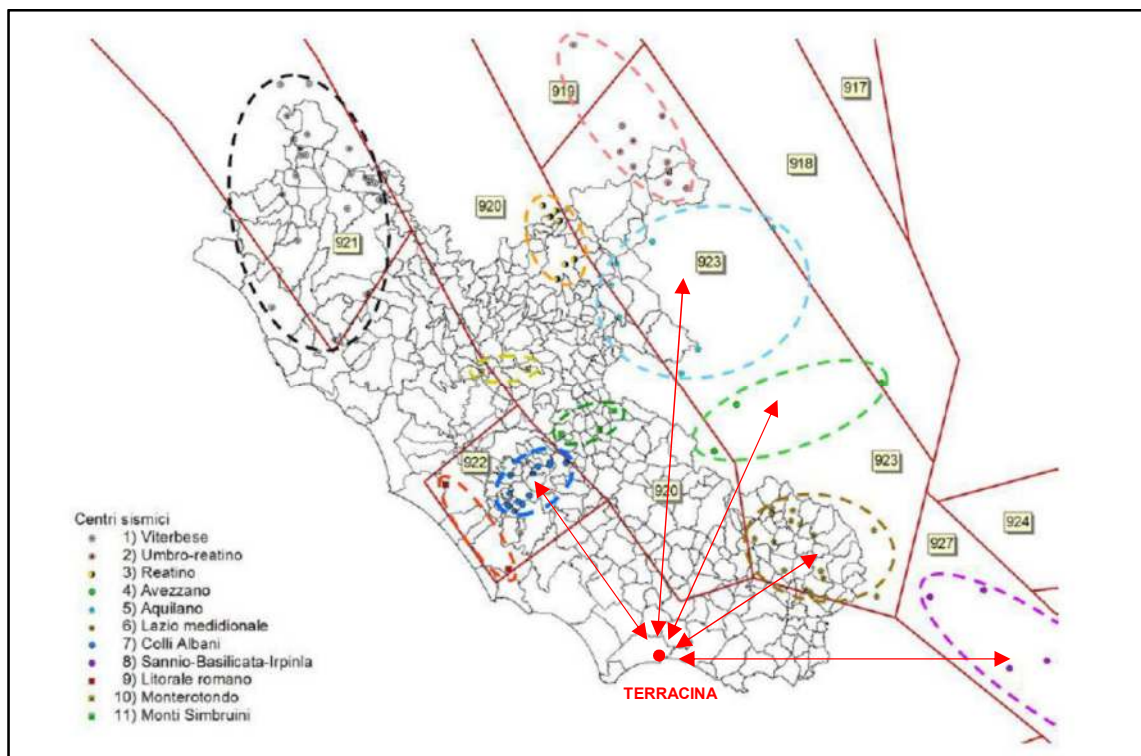 919
917
918
920
921
923
922
920
923
924
927
Centri sismici
1) Viterbese
2) Umbro-reatino
3) Reatino
4) Avezzano
5) Aquilano
6) Lazio medidionale
7) Colli Albani
8) Sannio-Basilicata-Irpinia
9) Litorale romano
10) Monterotondo
11) Monti Simbruini
TERRACINA